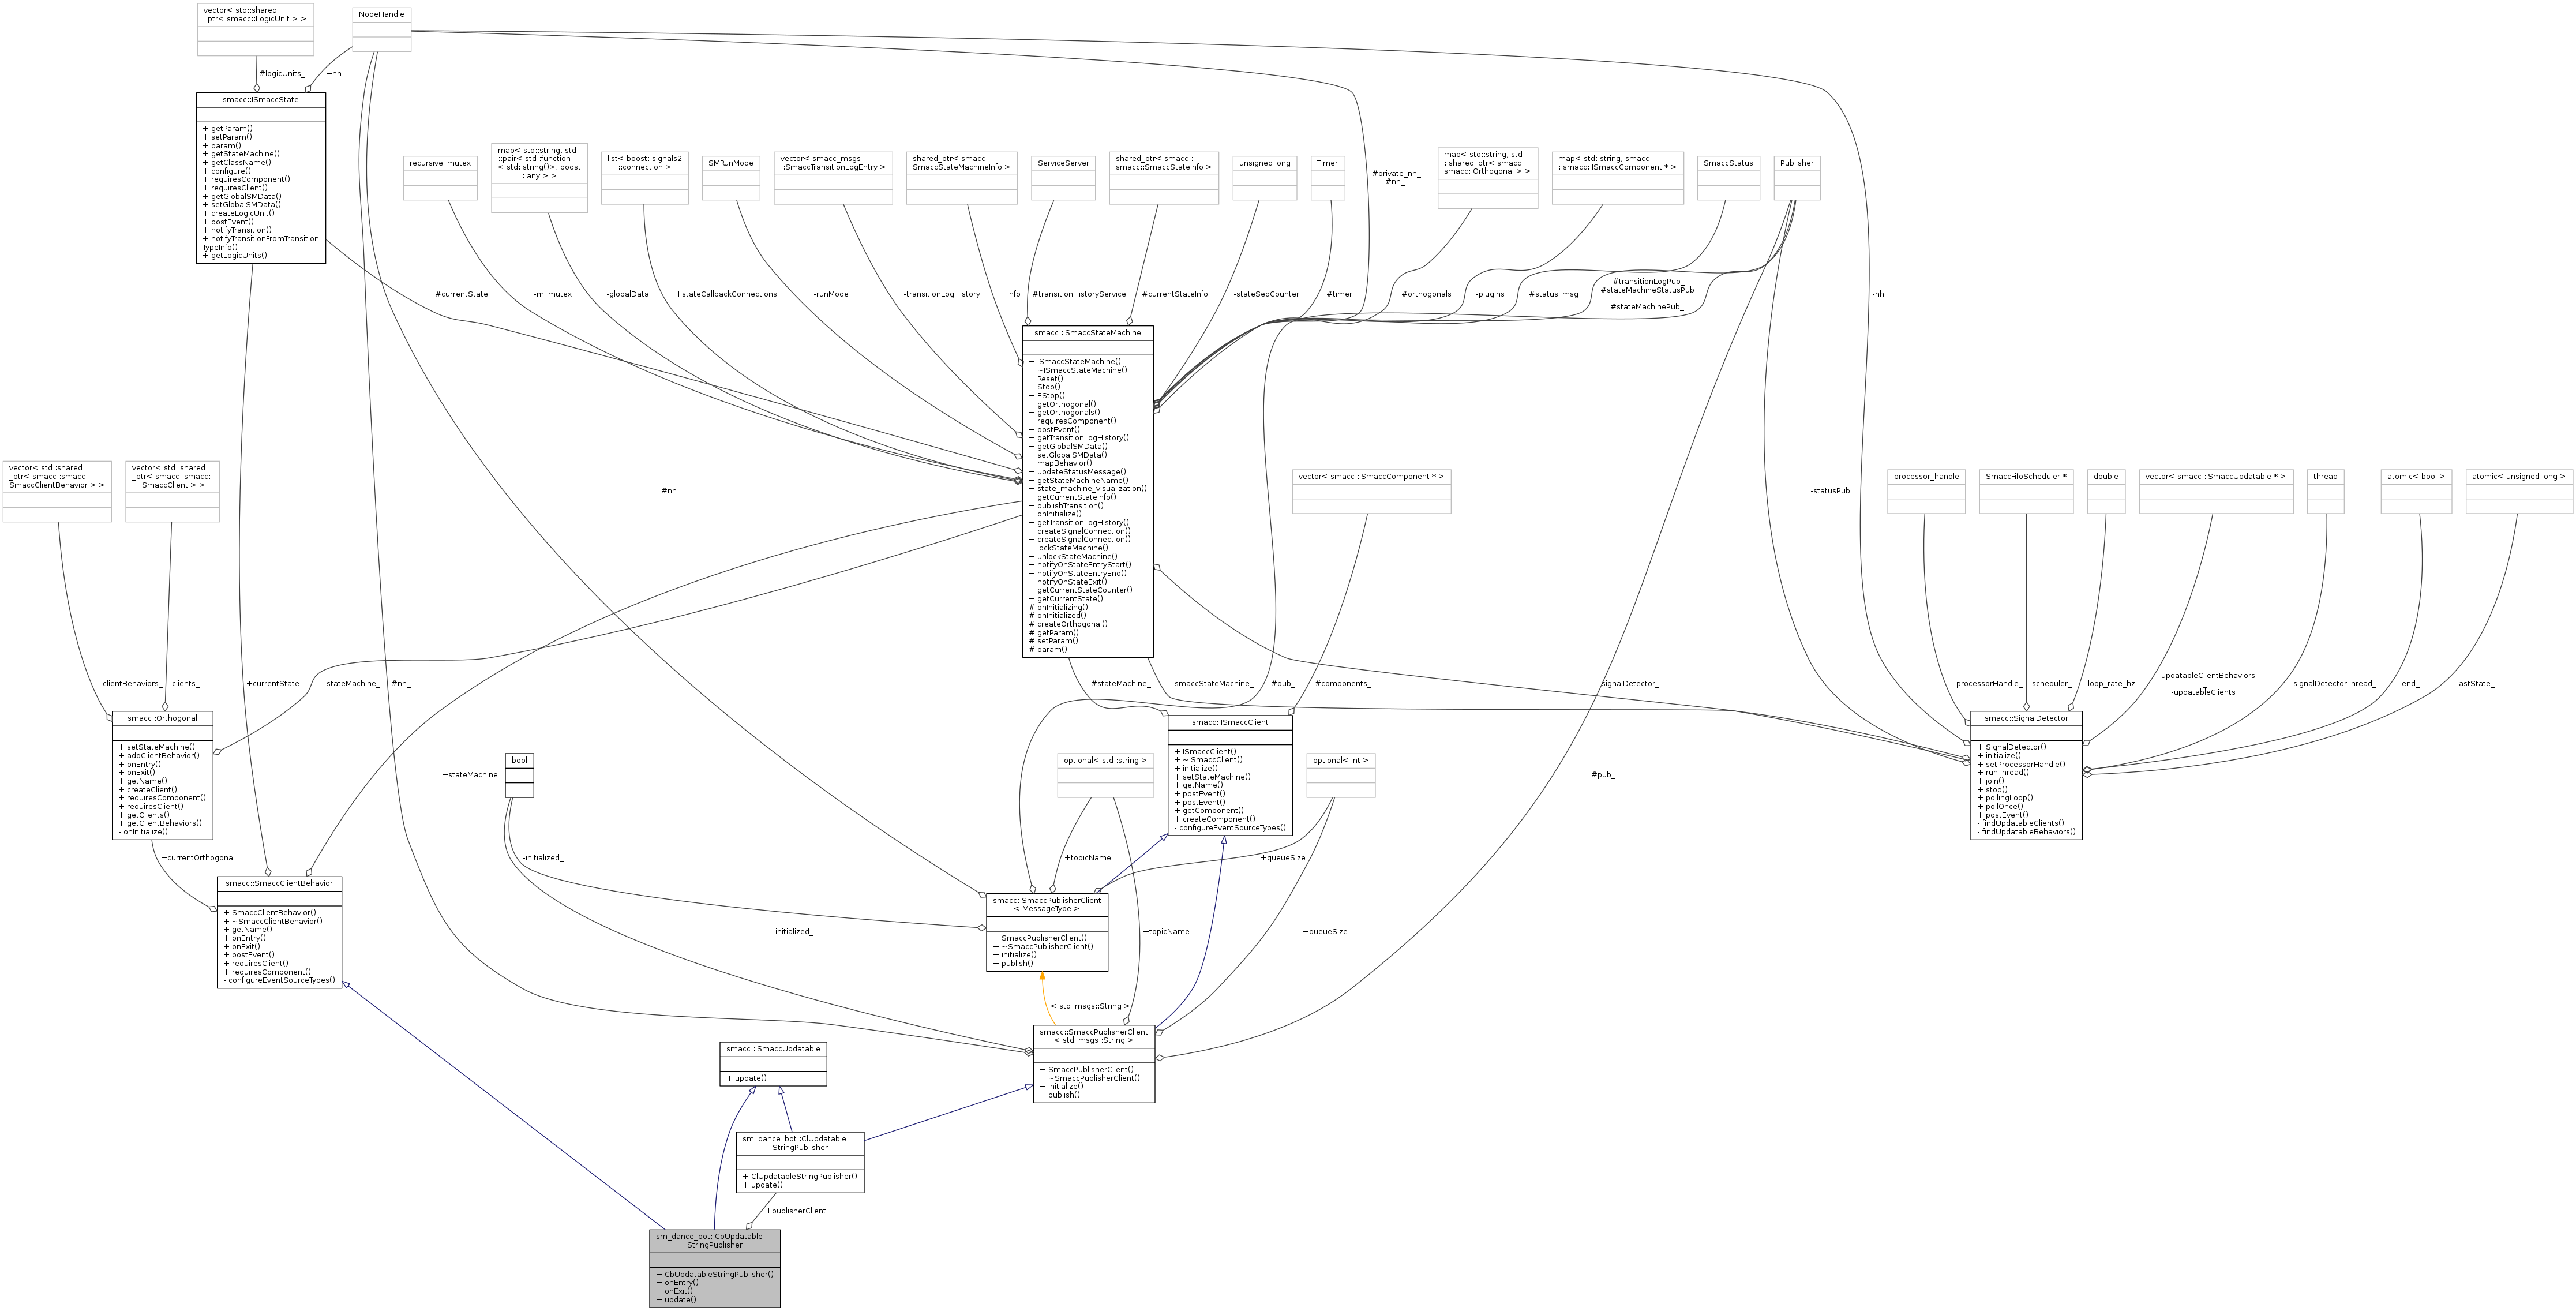 vector< std::shared
_ptr< smacc::LogicUnit > >
NodeHandle
#logicUnits_
+nh
smacc::ISmaccState
+ getParam()
+ setParam()
+ param()
+ getStateMachine()
+ getClassName()
+ configure()
+ requiresComponent()
+ requiresClient()
+ getGlobalSMData()
+ setGlobalSMData()
+ createLogicUnit()
+ postEvent()
+ notifyTransition()
+ notifyTransitionFromTransition
TypeInfo()
+ getLogicUnits()
recursive_mutex
map< std::string, std
::pair< std::function
< std::string()>, boost
::any > >
list< boost::signals2
::connection >
SMRunMode
vector< smacc_msgs
::SmaccTransitionLogEntry >
shared_ptr< smacc::
SmaccStateMachineInfo >
ServiceServer
shared_ptr< smacc::
smacc::SmaccStateInfo >
unsigned long
Timer
#private_nh_
#nh_
map< std::string, std
::shared_ptr< smacc::
smacc::Orthogonal > >
map< std::string, smacc
::smacc::ISmaccComponent * >
SmaccStatus
Publisher
#currentState_
-m_mutex_
-globalData_
+stateCallbackConnections
-runMode_
-transitionLogHistory_
+info_
#transitionHistoryService_
#currentStateInfo_
-stateSeqCounter_
#timer_
#orthogonals_
-plugins_
#status_msg_
#transitionLogPub_
#stateMachineStatusPub
_
#stateMachinePub_
-nh_
smacc::ISmaccStateMachine
+ ISmaccStateMachine()
+ ~ISmaccStateMachine()
+ Reset()
+ Stop()
+ EStop()
+ getOrthogonal()
+ getOrthogonals()
+ requiresComponent()
+ postEvent()
+ getTransitionLogHistory()
+ getGlobalSMData()
+ setGlobalSMData()
+ mapBehavior()
+ updateStatusMessage()
+ getStateMachineName()
+ state_machine_visualization()
+ getCurrentStateInfo()
+ publishTransition()
+ onInitialize()
+ getTransitionLogHistory()
+ createSignalConnection()
+ createSignalConnection()
+ lockStateMachine()
+ unlockStateMachine()
+ notifyOnStateEntryStart()
+ notifyOnStateEntryEnd()
+ notifyOnStateExit()
+ getCurrentStateCounter()
+ getCurrentState()
# onInitializing()
# onInitialized()
# createOrthogonal()
# getParam()
# setParam()
# param()
vector< std::shared
_ptr< smacc::smacc::
SmaccClientBehavior > >
vector< std::shared
_ptr< smacc::smacc::
ISmaccClient > >
#nh_
vector< smacc::ISmaccComponent * >
-statusPub_
processor_handle
SmaccFifoScheduler *
double
vector< smacc::ISmaccUpdatable * >
thread
atomic< bool >
atomic< unsigned long >
-clientBehaviors_
-clients_
+currentState
-stateMachine_
#nh_
#stateMachine_
-smaccStateMachine_
#pub_
#components_
-signalDetector_
-processorHandle_
-scheduler_
-loop_rate_hz
-updatableClientBehaviors
_
-updatableClients_
-signalDetectorThread_
-end_
-lastState_
smacc::Orthogonal
+ setStateMachine()
+ addClientBehavior()
+ onEntry()
+ onExit()
+ getName()
+ createClient()
+ requiresComponent()
+ requiresClient()
+ getClients()
+ getClientBehaviors()
- onInitialize()
smacc::ISmaccClient
+ ISmaccClient()
+ ~ISmaccClient()
+ initialize()
+ setStateMachine()
+ getName()
+ postEvent()
+ postEvent()
+ getComponent()
+ createComponent()
- configureEventSourceTypes()
smacc::SignalDetector
+ SignalDetector()
+ initialize()
+ setProcessorHandle()
+ runThread()
+ join()
+ stop()
+ pollingLoop()
+ pollOnce()
+ postEvent()
- findUpdatableClients()
- findUpdatableBehaviors()
+stateMachine
bool
optional< std::string >
optional< int >
#pub_
+currentOrthogonal
-initialized_
+topicName
+queueSize
smacc::SmaccClientBehavior
+ SmaccClientBehavior()
+ ~SmaccClientBehavior()
+ getName()
+ onEntry()
+ onExit()
+ postEvent()
+ requiresClient()
+ requiresComponent()
- configureEventSourceTypes()
smacc::SmaccPublisherClient
< MessageType >
+ SmaccPublisherClient()
+ ~SmaccPublisherClient()
+ initialize()
+ publish()
-initialized_
+topicName
+queueSize
< std_msgs::String >
smacc::SmaccPublisherClient
< std_msgs::String >
+ SmaccPublisherClient()
+ ~SmaccPublisherClient()
+ initialize()
+ publish()
smacc::ISmaccUpdatable
+ update()
sm_dance_bot::ClUpdatable
StringPublisher
+ ClUpdatableStringPublisher()
+ update()
+publisherClient_
sm_dance_bot::CbUpdatable
StringPublisher
+ CbUpdatableStringPublisher()
+ onEntry()
+ onExit()
+ update()